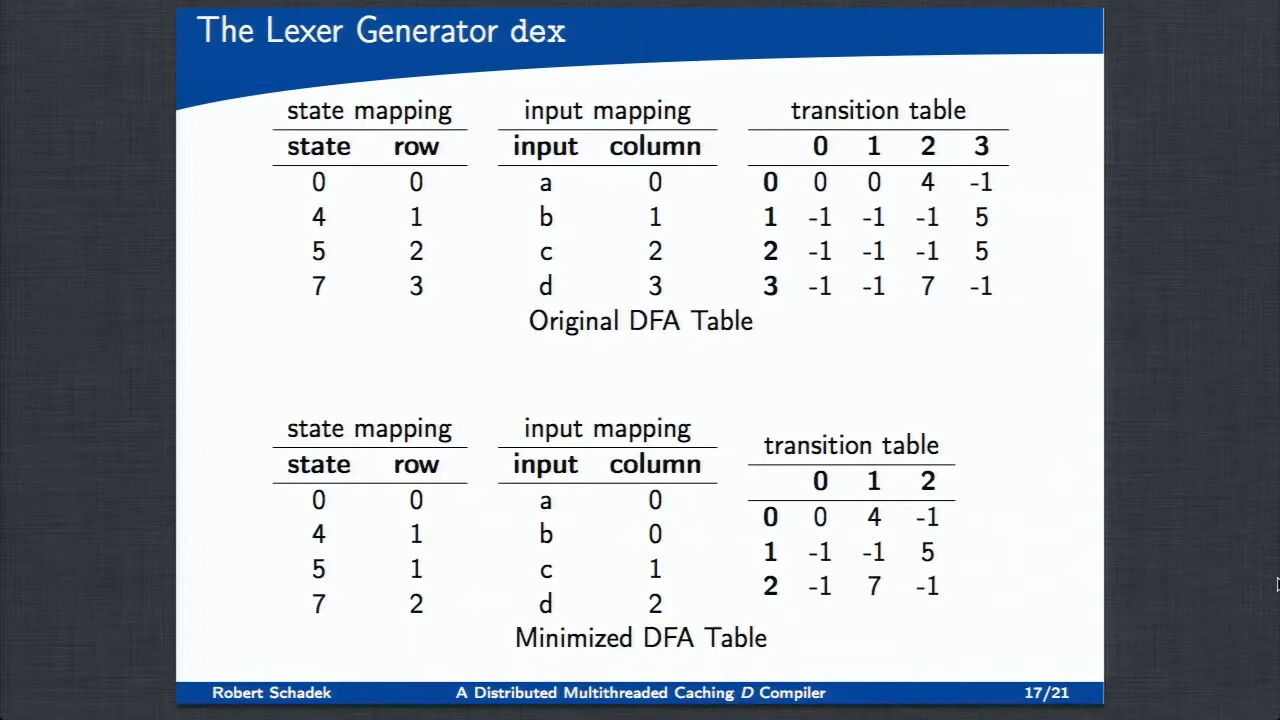 The Lexer Generator dex
state mapping
state row
0 0
4 1
5 2
7 3
input mapping
input column
a 0
b 1
c 2
d 3
transition table
0 1 2 3
0 0 0 4 -1
1 -1 -1 -1 5
2 -1 -1 -1 5
3 -1 -1 7 -1
Original DFA Table
state mapping
state row
0 0
4 1
5 1
7 2
input mapping
input column
a 0
b 0
c 1
d 2
transition table
0 1 2
0 0 4 -1
1 -1 -1 5
2 -1 7 -1
Minimized DFA Table
Robert Schadek A Distributed Multithreaded Caching D Compiler 17/21